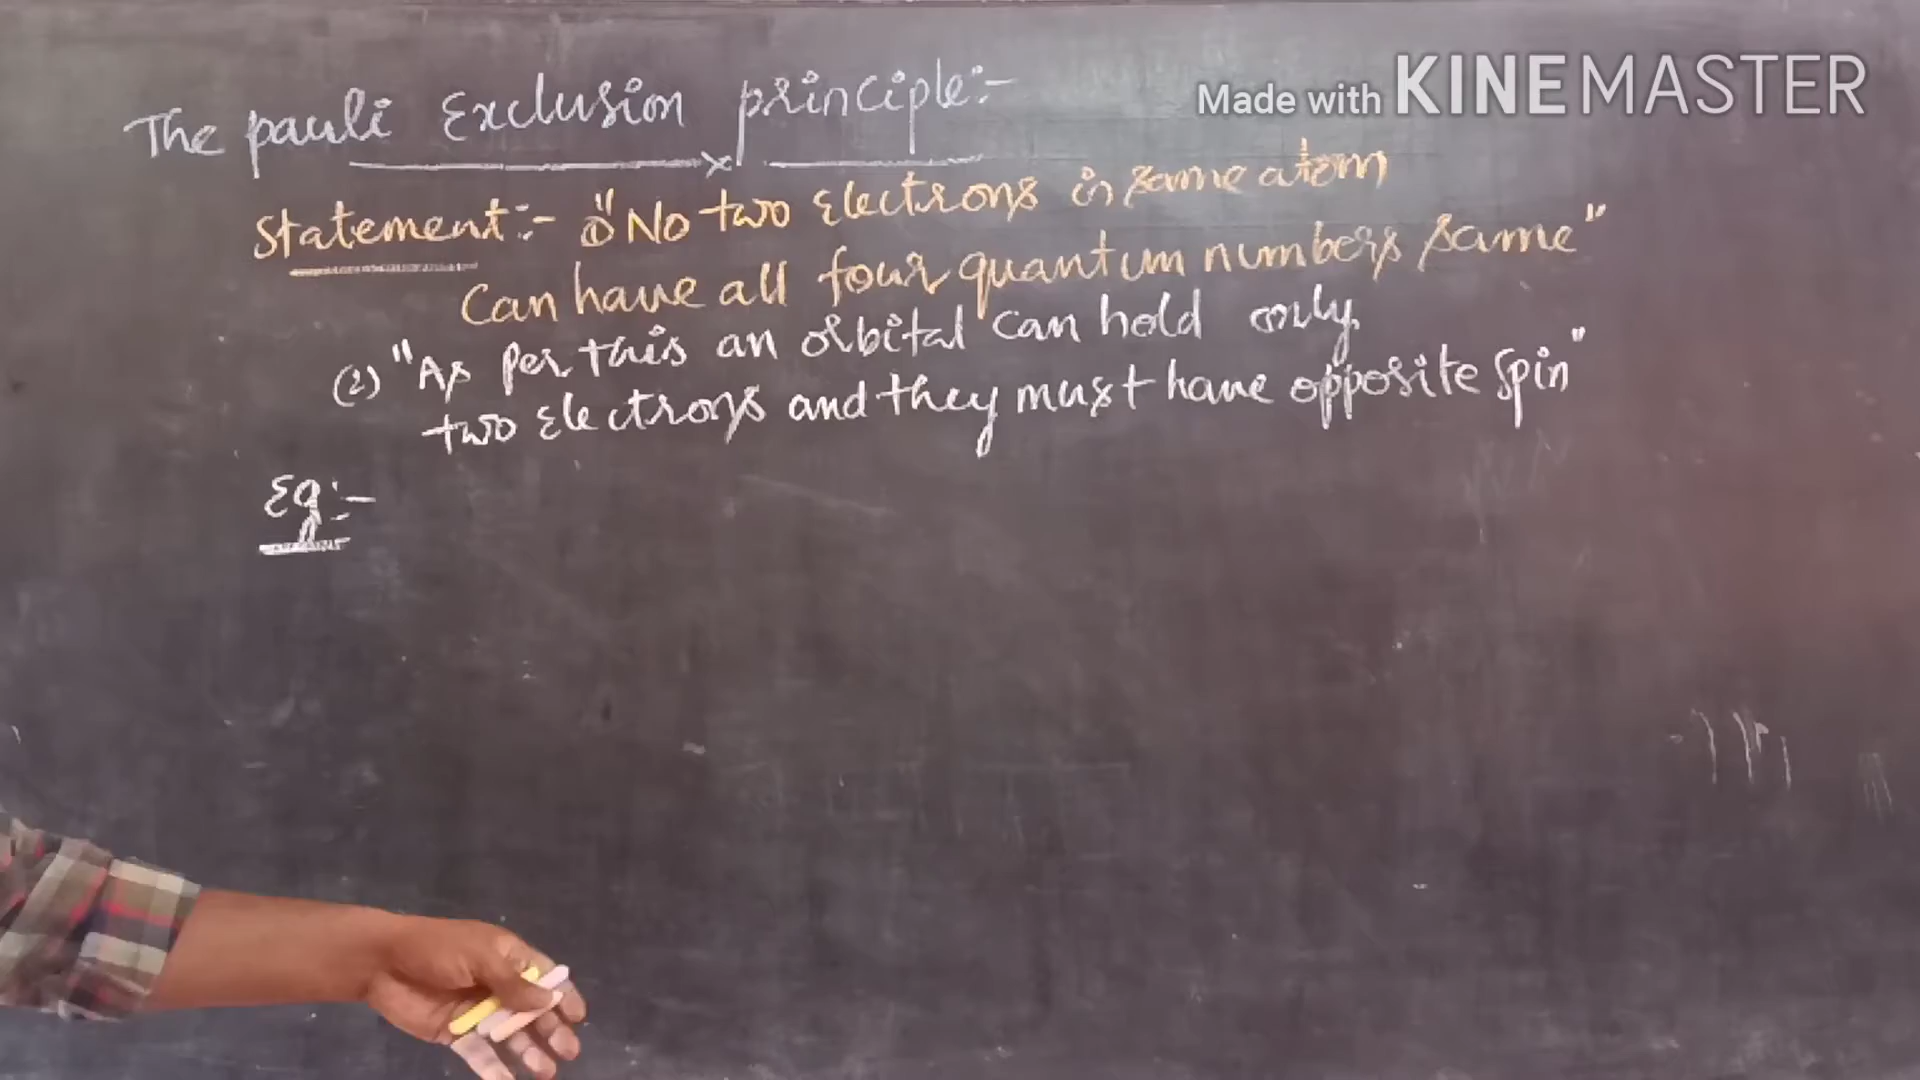 The pauli Exclusion principle:-
Made with KINEMASTER
Statement:- ① "No two Electrons in same atom
Can have all four quantum numbers same"
(2) "As per this an orbital can hold only
two Electrons and they must have opposite spin"
Eg:-